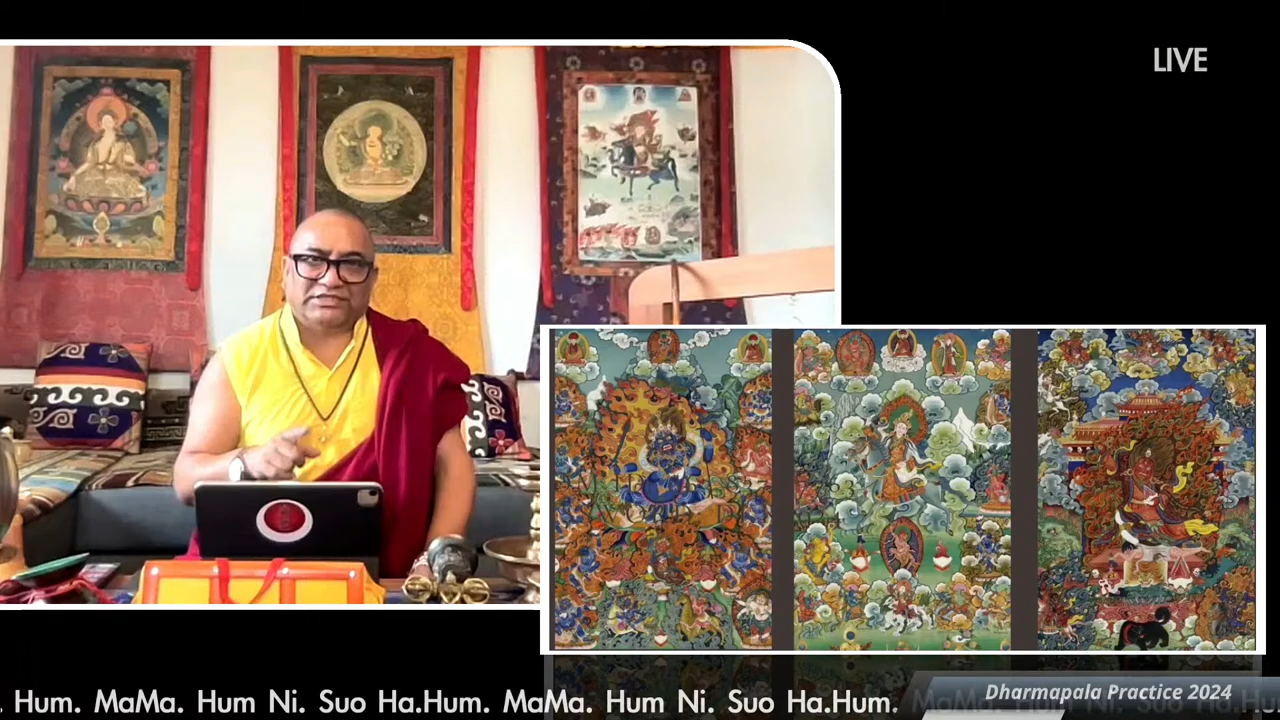 LIVE
. Hum. MaMa. Hum Ni. Suo Ha.Hum. MaMa. Hum Ni. Suo Ha.Hum. MaMa. Hum Ni. Suo Ha.Hu
Dharmapala Practice 2024